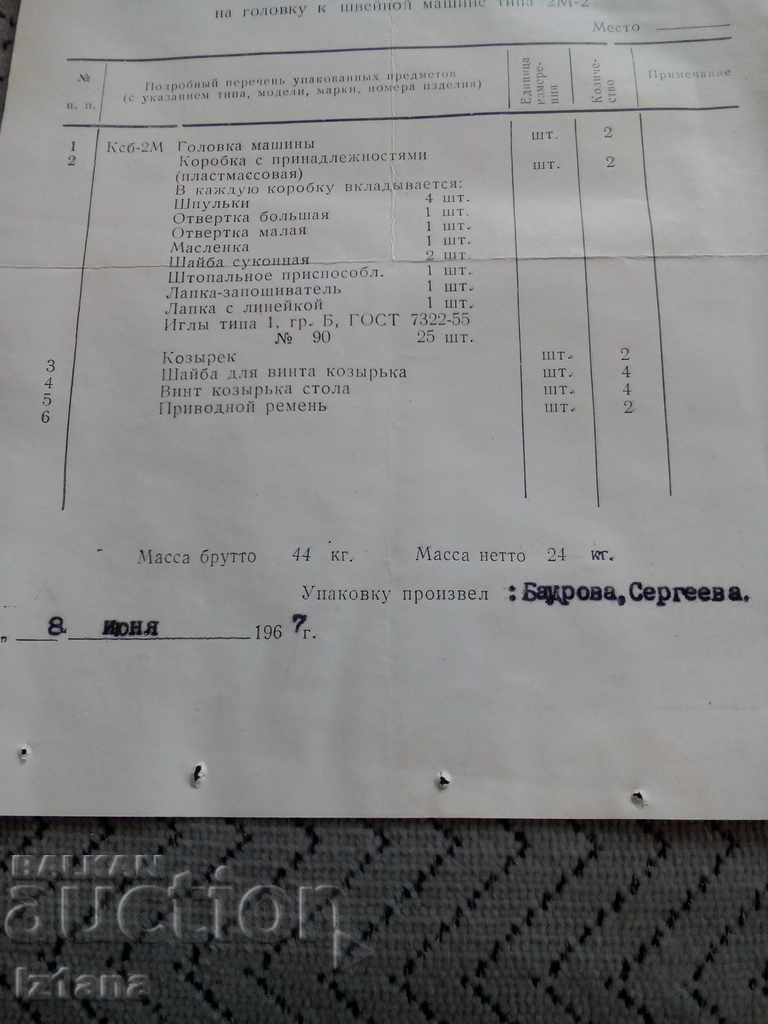 на головку к швейной машине типа 2М-2
Место
№ п. п.
Подробный перечень упакованных предметов (с указанием типа, модели, марки, номера изделия)
Единица измерения
Количество
Примечание
1 Ксб-2М Головка машины шт. 2
2 Коробка с принадлежностями шт. 2
(пластмассовая)
В каждую коробку вкладывается:
Шпульки 4 шт.
Отвертка большая 1 шт.
Отвертка малая 1 шт.
Масленка 1 шт.
Шайба суконная 2 шт.
Штопальное приспособл. 1 шт.
Лапка-запошиватель 1 шт.
Лапка с линейкой 1 шт.
Иглы типа 1, гр. Б, ГОСТ 7322-55
№ 90 25 шт.
3 Козырек шт. 2
4 Шайба для винта козырька шт. 4
5 Винт козырька стола шт. 4
6 Приводной ремень шт. 2
Масса брутто 44 кг. Масса нетто 24 кг.
Упаковку произвел : Сергеева.
„ 8 июня 1967г.
BALKAN
auction
Iztana